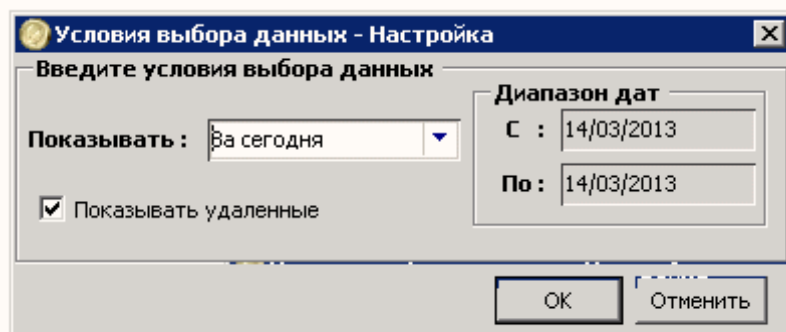 Условия выбора данных - Настройка
Введите условия выбора данных
Диапазон дат
Показывать : За сегодня
С : 14/03/2013
По : 14/03/2013
Показывать удаленные
ОК Отменить